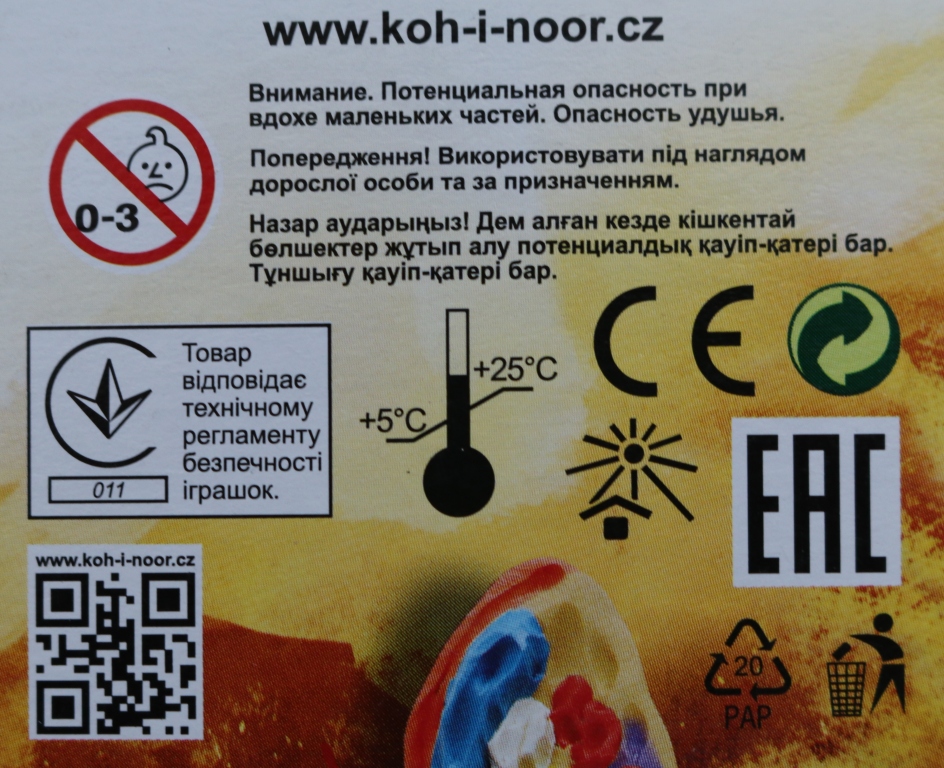 www.koh-i-noor.cz
Внимание. Потенциальная опасность при
вдохе маленьких частей. Опасность удушья.
Попередження! Використовувати під наглядом
дорослої особи та за призначенням.
Назар аударыңыз! Дем алған кезде кішкентай
бөлшектер жұтып алу потенциалдық қауіп-қатері бар.
Тұншығу қауіп-қатері бар.
0-3
Товар
відповідає
технічному
регламенту
безпечності
іграшок.
011
+25°C
+5°C
CE
EAC
www.koh-i-noor.cz
20
PAP